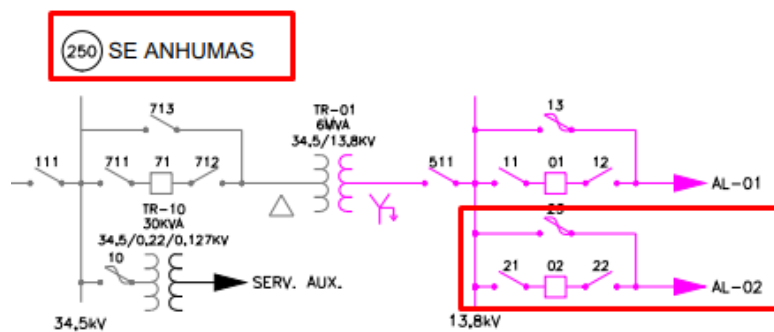 250 SE ANHUMAS
713
TR-01
6MVA
34.5/13.8kV
13
111
711
71
712
511
11
01
12
AL-01
TR-10
30KVA
34.5/0.22/0.127KV
23
10
SERV. AUX.
21
02
22
AL-02
34.5kV
13.8kV